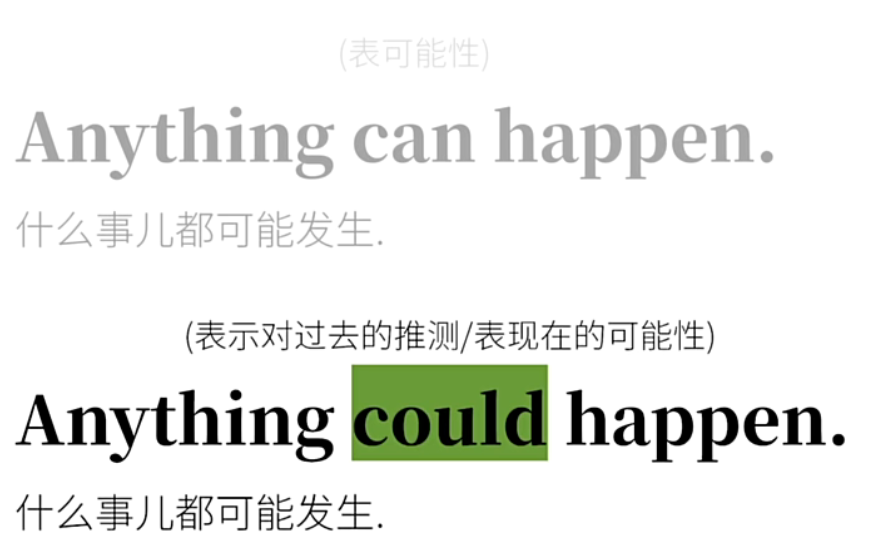 (表可能性)
Anything can happen.
什么事儿都可能发生.
(表示对过去的推测/表现在的可能性)
Anything could happen.
什么事儿都可能发生.